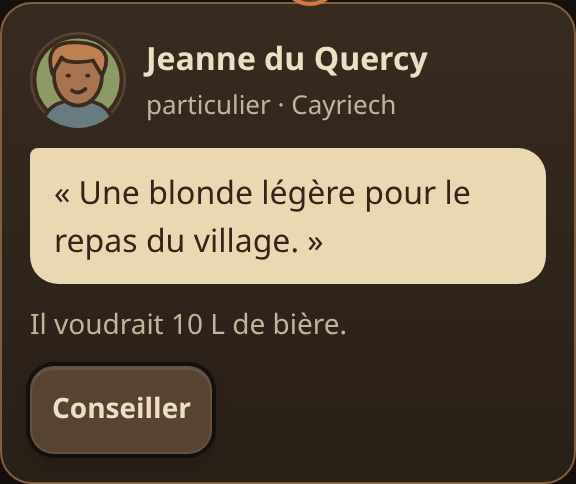 Jeanne du Quercy
particulier · Cayriech
« Une blonde légère pour le
repas du village. »
Il voudrait 10 L de bière.
Conseiller